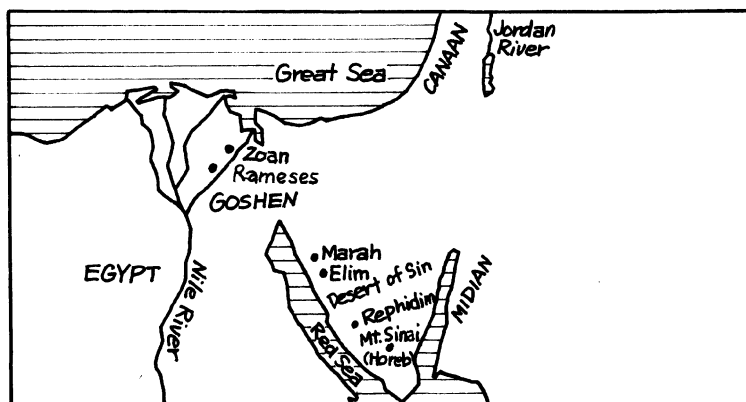 Great Sea
CANAAN
Jordan
River
Zoan
Rameses
GOSHEN
EGYPT
Nile River
Marah
Elim
Desert of Sin
Rephidim
Mt. Sinai
(Horeb)
Red Sea
MIDIAN